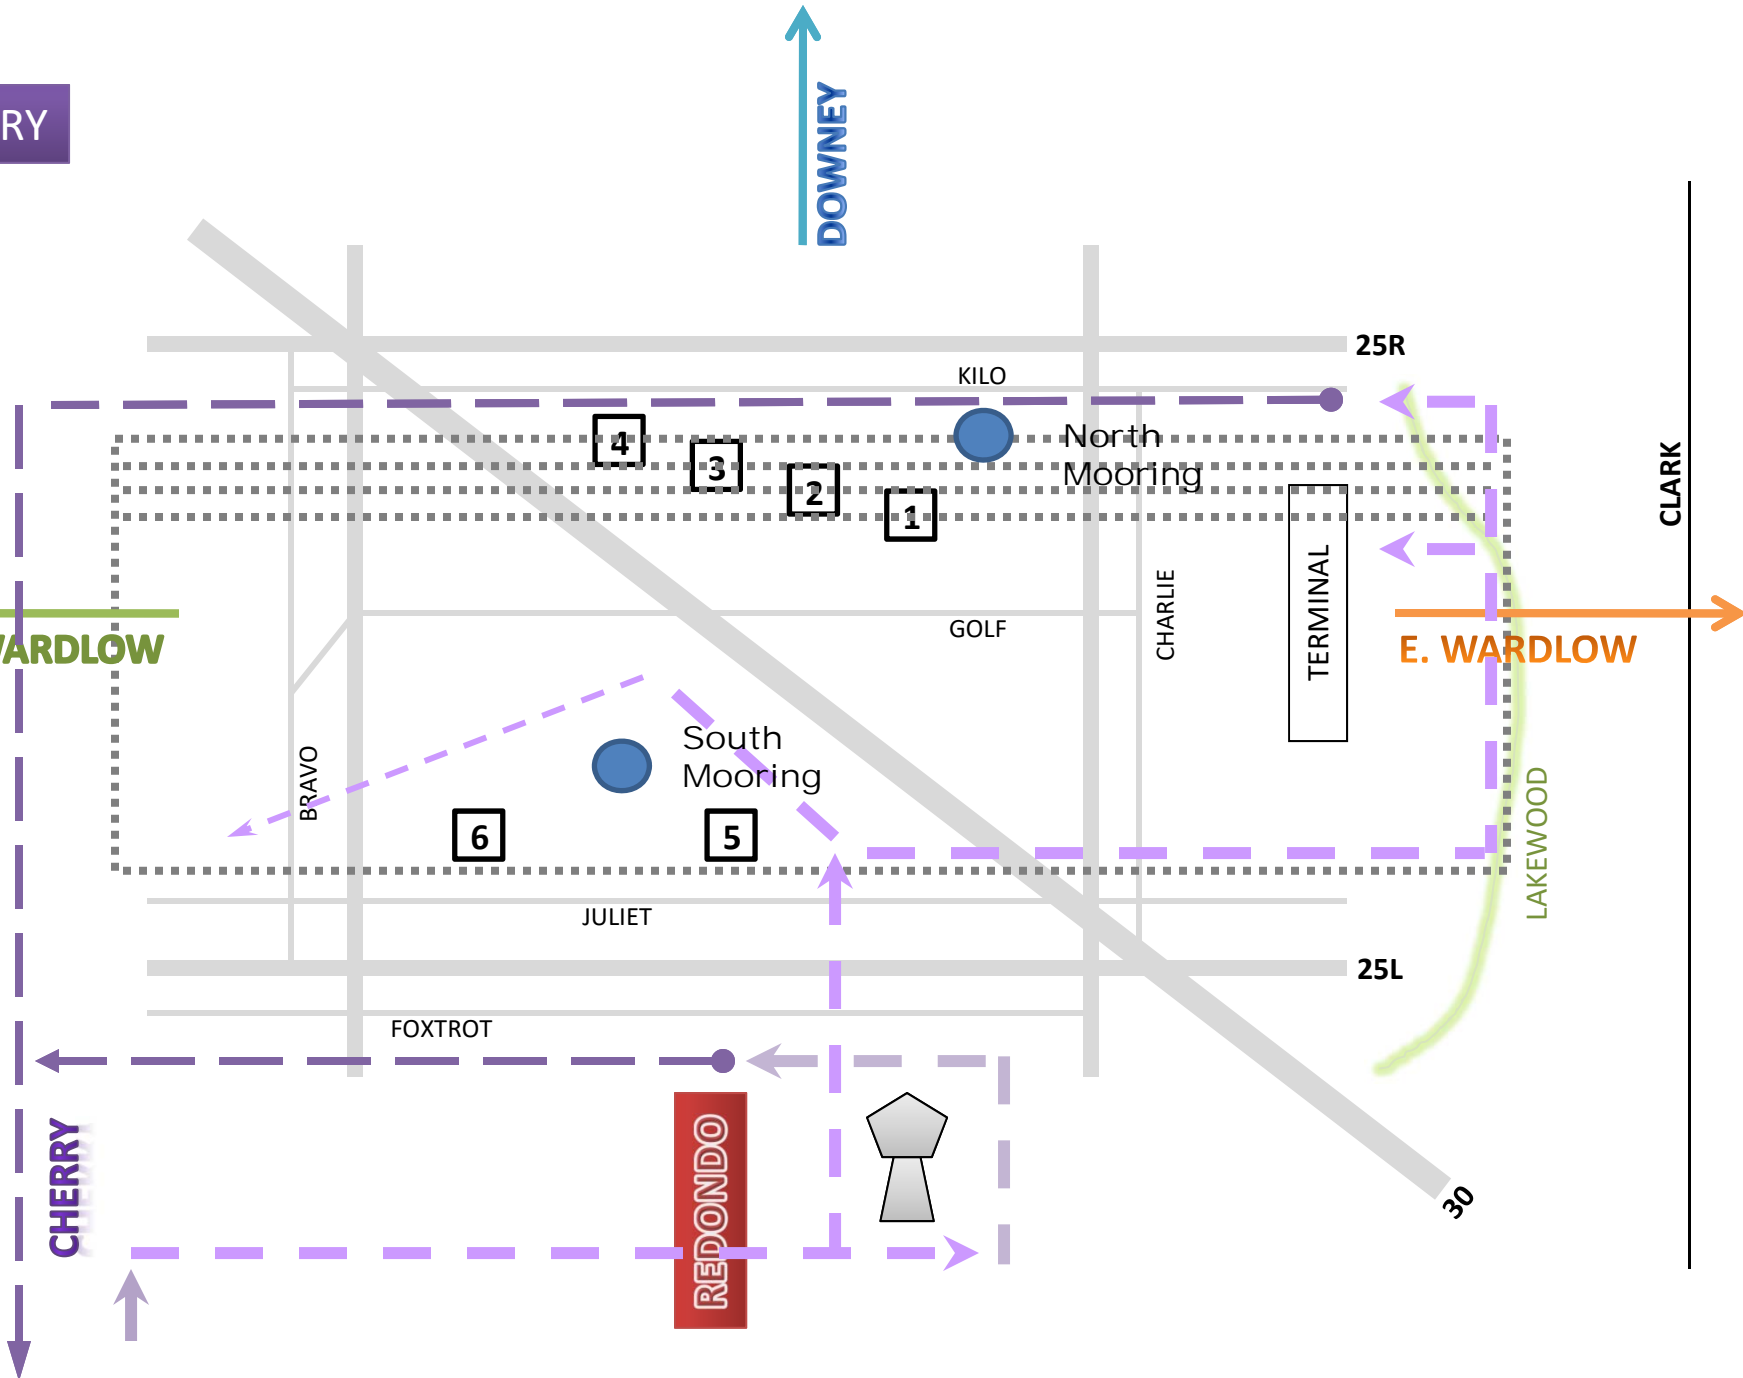 DOWNEY
RY
25R
KILO
4
North
3
Mooring
2
1
CLARK
TERMINAL
CHARLIE
GOLF
WARDLOW
E. WARDLOW
South
Mooring
BRAVO
6
5
LAKEWOOD
JULIET
25L
FOXTROT
CHERRY
REDONDO
30